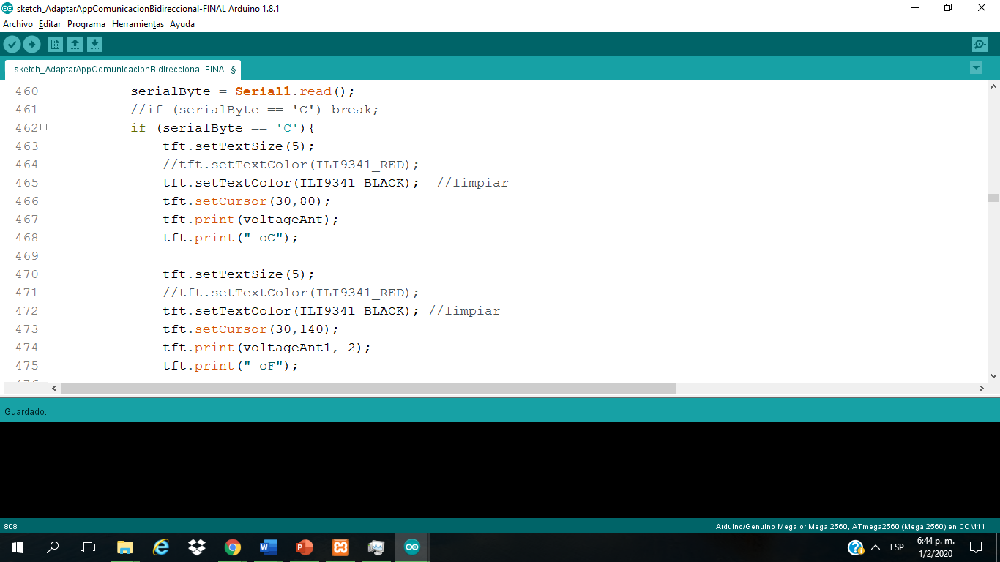 sketch_AdaptarAppComunicacionBidireccional-FINAL Arduino 1.8.1
Archivo Editar Programa Herramientas Ayuda
sketch_AdaptarAppComunicacionBidireccional-FINAL §
460 serialByte = Serial1.read();
461 //if (serialByte == 'C') break;
462 if (serialByte == 'C'){
463 tft.setTextSize(5);
464 //tft.setTextColor(ILI9341_RED);
465 tft.setTextColor(ILI9341_BLACK);  //limpiar
466 tft.setCursor(30,80);
467 tft.print(voltageAnt);
468 tft.print(" oC");
469
470 tft.setTextSize(5);
471 //tft.setTextColor(ILI9341_RED);
472 tft.setTextColor(ILI9341_BLACK); //limpiar
473 tft.setCursor(30,140);
474 tft.print(voltageAnt1, 2);
475 tft.print(" oF");
Guardado.
808 Arduino/Genuino Mega or Mega 2560, ATmega2560 (Mega 2560) en COM11
ESP 6:44 p. m.
1/2/2020